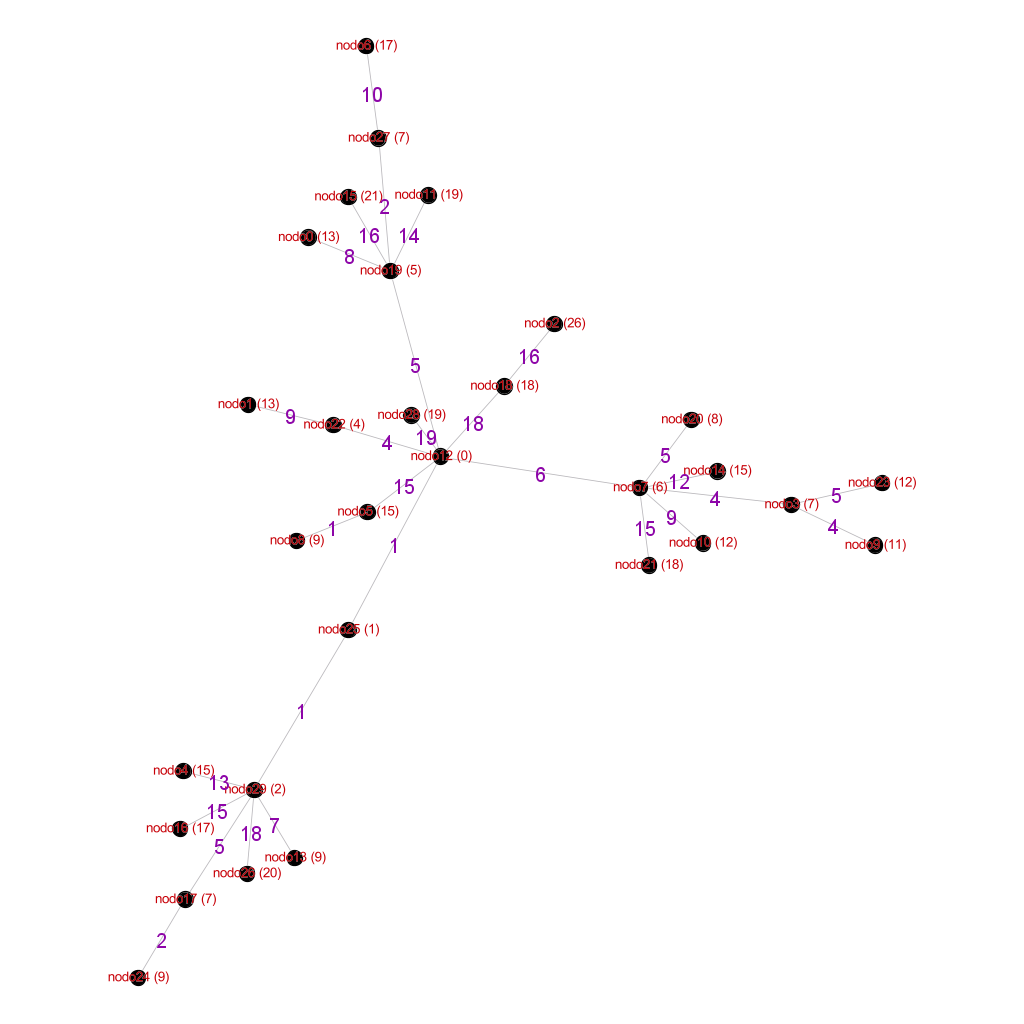 (17)
10
nodo27 (7)
nodo15 (21)
nodo11 (19)
2
nodo0 (13)
16
14
8
nodo19 (5)
nodo2 (26)
16
5
nodo18 (18)
nodo1 (13)
nodo28 (19)
9
nodo22 (4)
18
nodo20 (8)
19
4
nodo12 (0)
5
nodo14 (15)
6
12
nodo23 (12)
15
nodo7 (6)
4
5
nodo3 (7)
nodo5 (15)
9
1
15
4
(9)
nodo10 (12)
nodo9 (11)
1
nodo21 (18)
nodo25 (1)
1
nodo4 (15)
13
nodo29 (2)
15
nodo16 (17)
7
18
5
nodo13 (9)
nodo26 (20)
nodo17 (7)
2
nodo24 (9)